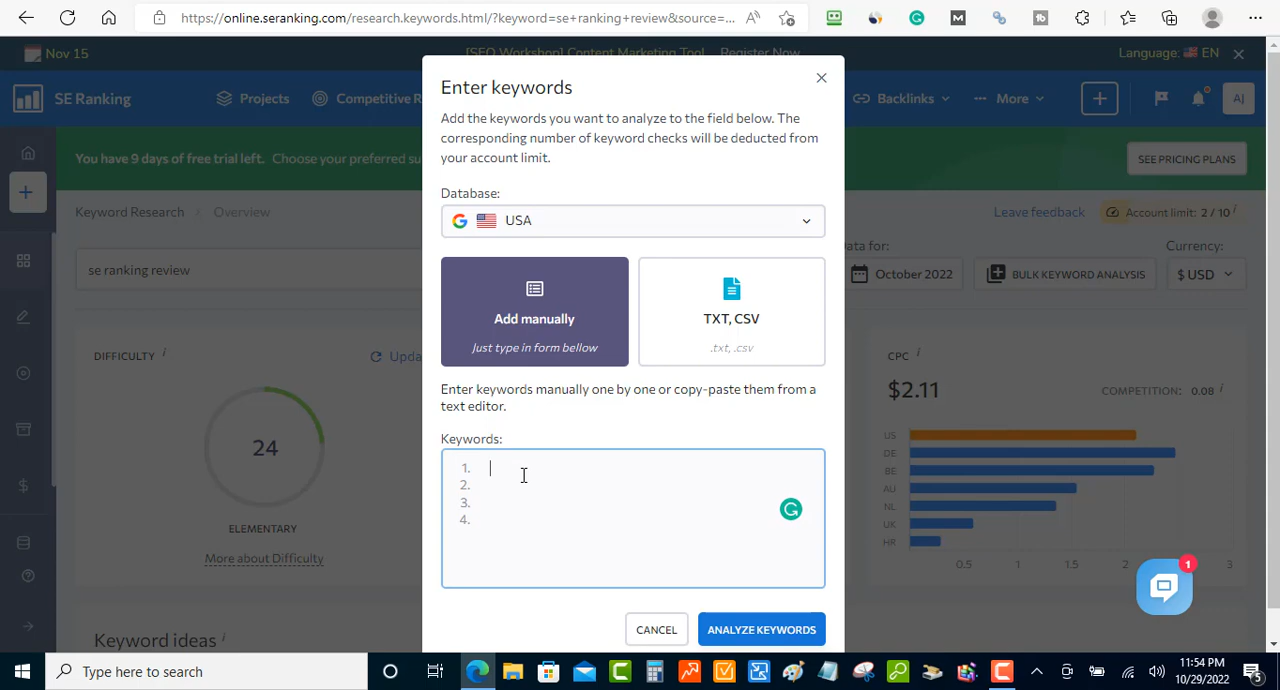 https://online.seranking.com/research.keywords.html/?keyword=se+ranking+review&source=...
Nov 15
[SEO Workshop] Content Marketing Tool Register Now
Language: EN
SE Ranking
Projects
Competitive R
Backlinks
More
AJ
You have 9 days of free trial left. Choose your preferred su
SEE PRICING PLANS
Keyword Research
Overview
Leave feedback
Account limit: 2 / 10
se ranking review
ata for:
October 2022
BULK KEYWORD ANALYSIS
Currency:
$ USD
Enter keywords
Add the keywords you want to analyze to the field below. The
corresponding number of keyword checks will be deducted from
your account limit.
Database:
USA
Add manually
Just type in form bellow
TXT, CSV
.txt, .csv
Enter keywords manually one by one or copy-paste them from a
text editor.
Keywords:
1.
2.
3.
4.
CANCEL
ANALYZE KEYWORDS
DIFFICULTY
Upda
24
ELEMENTARY
More about Difficulty
Keyword ideas
CPC
$2.11
COMPETITION: 0.08
US
DE
BE
AU
NL
UK
HR
0.5 1 1.5 2 3
1
Type here to search
11:54 PM
10/29/2022
5